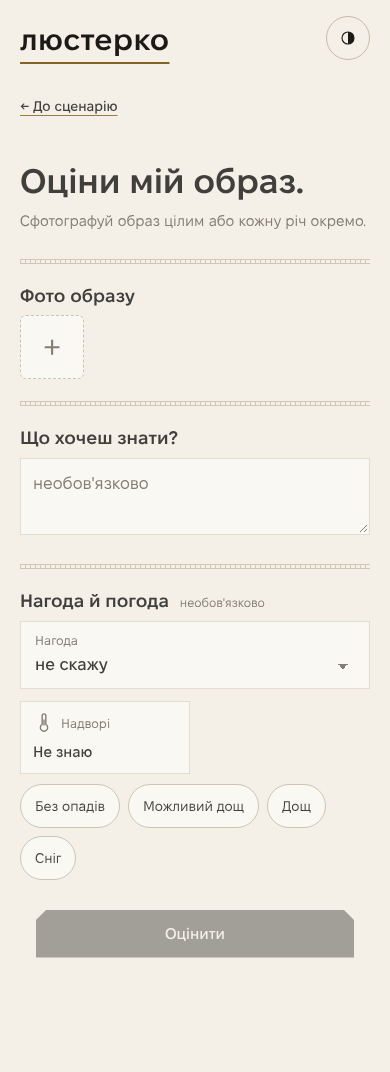 люстерко
← До сценарію
Оціни мій образ.
Сфотографуй образ цілим або кожну річ окремо.
Фото образу
+
Що хочеш знати?
необов'язково
Нагода й погода необов'язково
Нагода
не скажу
Надворі
Не знаю
Без опадів Можливий дощ Дощ
Сніг
Оцінити